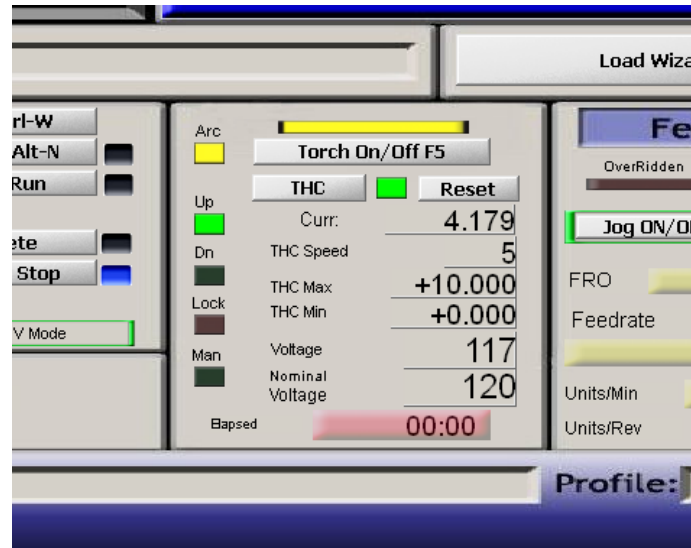 Load Wiza
rl-W
Alt-N
Run
ete
Stop
V Mode
Arc
Torch On/Off F5
THC
Reset
Up
Curr: 4.179
Dn
THC Speed 5
THC Max +10.000
Lock
THC Min +0.000
Voltage 117
Man
Nominal
Voltage 120
Elapsed 00:00
Fe
OverRidden
Jog ON/O
FRO
Feedrate
Units/Min
Units/Rev
Profile: